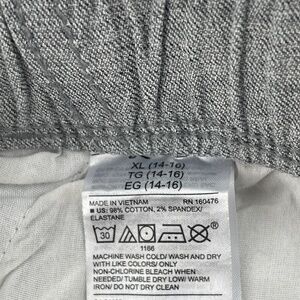 XL (14-16)
TG (14-16)
EG (14-16)
MADE IN VIETNAM RN 160476
■ US: 98% COTTON, 2% SPANDEX/
ELASTANE
30
1166
MACHINE WASH COLD/ WASH AND DRY
WITH LIKE COLORS/ ONLY
NON-CHLORINE BLEACH WHEN
NEEDED/ TUMBLE DRY LOW/ WARM
IRON/ DO NOT DRY CLEAN